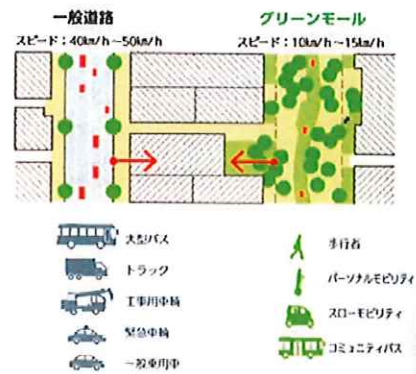 一般道路
スピード：40km/h～50km/h
グリーンモール
スピード：10km/h～15km/h
大型バス
トラック
工事用車輌
緊急車輌
一般乗用車
歩行者
パーソナルモビリティ
スローモビリティ
コミュニティバス